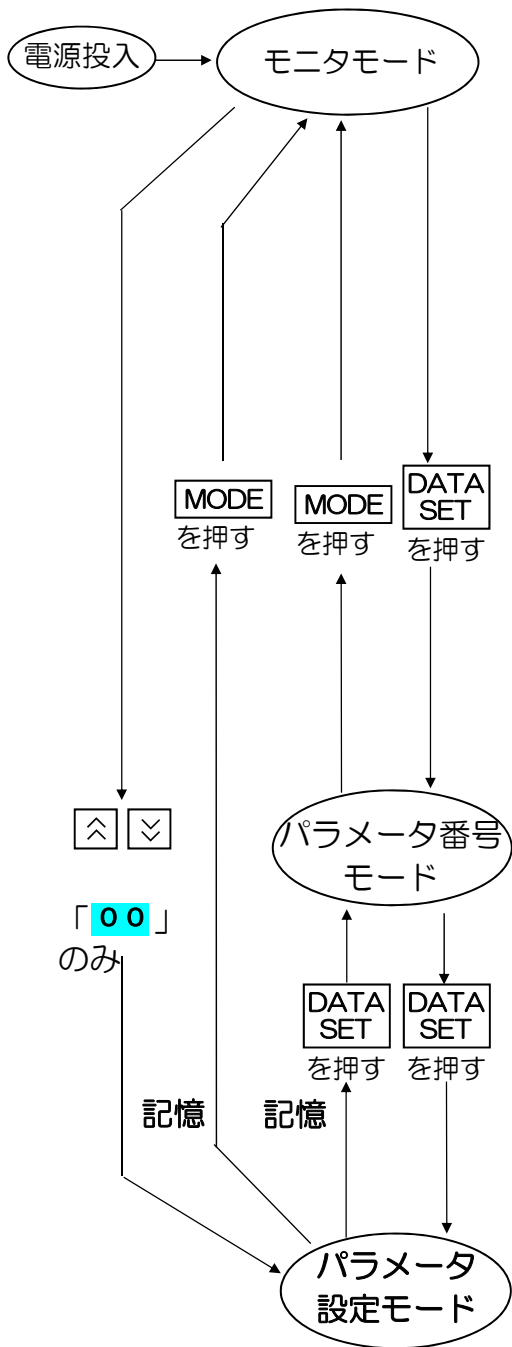 電源投入
モニタモード
MODE
を押す
MODE
を押す
DATA
SET
を押す
パラメータ番号
モード
「００」
のみ
DATA
SET
を押す
DATA
SET
を押す
記憶
記憶
パラメータ
設定モード